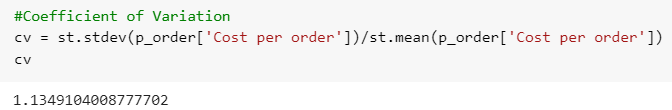 #Coefficient of Variation
cv = st.stdev(p_order['Cost per order'])/st.mean(p_order['Cost per order'])
cv
1.1349104008777702